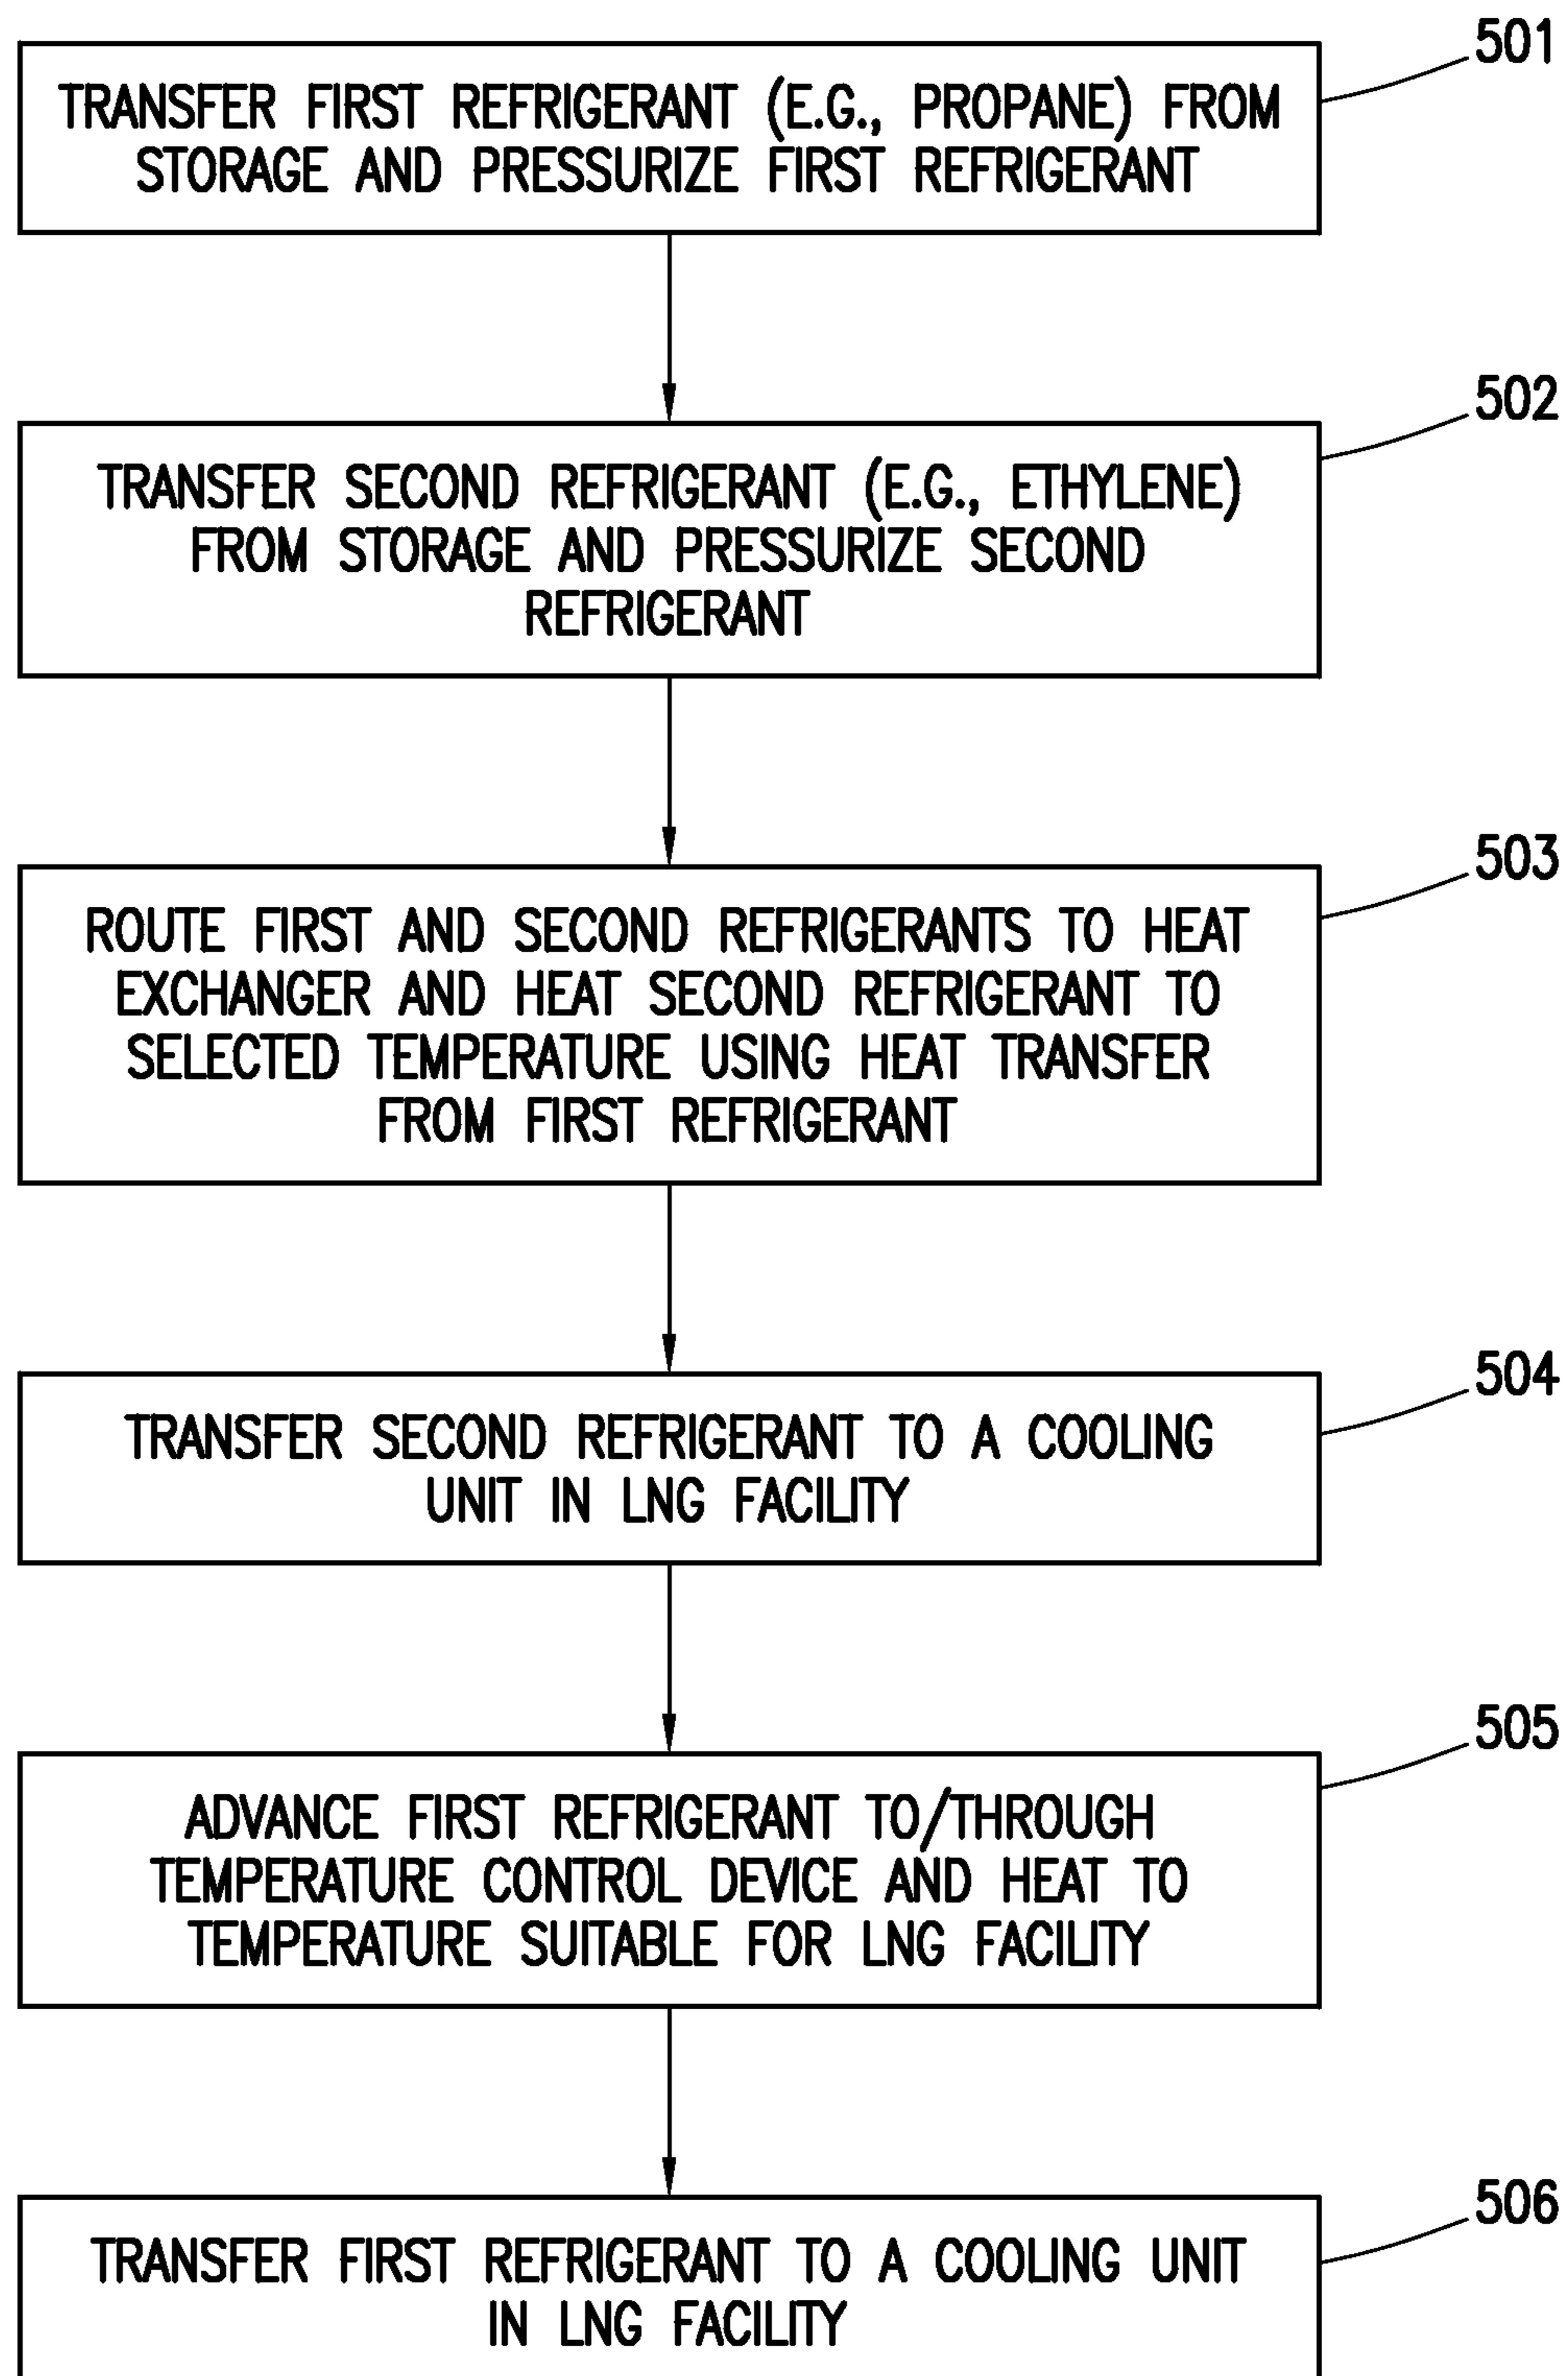 501
TRANSFER FIRST REFRIGERANT (E.G., PROPANE) FROM
STORAGE AND PRESSURIZE FIRST REFRIGERANT
502
TRANSFER SECOND REFRIGERANT (E.G., ETHYLENE)
FROM STORAGE AND PRESSURIZE SECOND
REFRIGERANT
503
ROUTE FIRST AND SECOND REFRIGERANTS TO HEAT
EXCHANGER AND HEAT SECOND REFRIGERANT TO
SELECTED TEMPERATURE USING HEAT TRANSFER
FROM FIRST REFRIGERANT
504
TRANSFER SECOND REFRIGERANT TO A COOLING
UNIT IN LNG FACILITY
505
ADVANCE FIRST REFRIGERANT TO/THROUGH
TEMPERATURE CONTROL DEVICE AND HEAT TO
TEMPERATURE SUITABLE FOR LNG FACILITY
506
TRANSFER FIRST REFRIGERANT TO A COOLING UNIT
IN LNG FACILITY